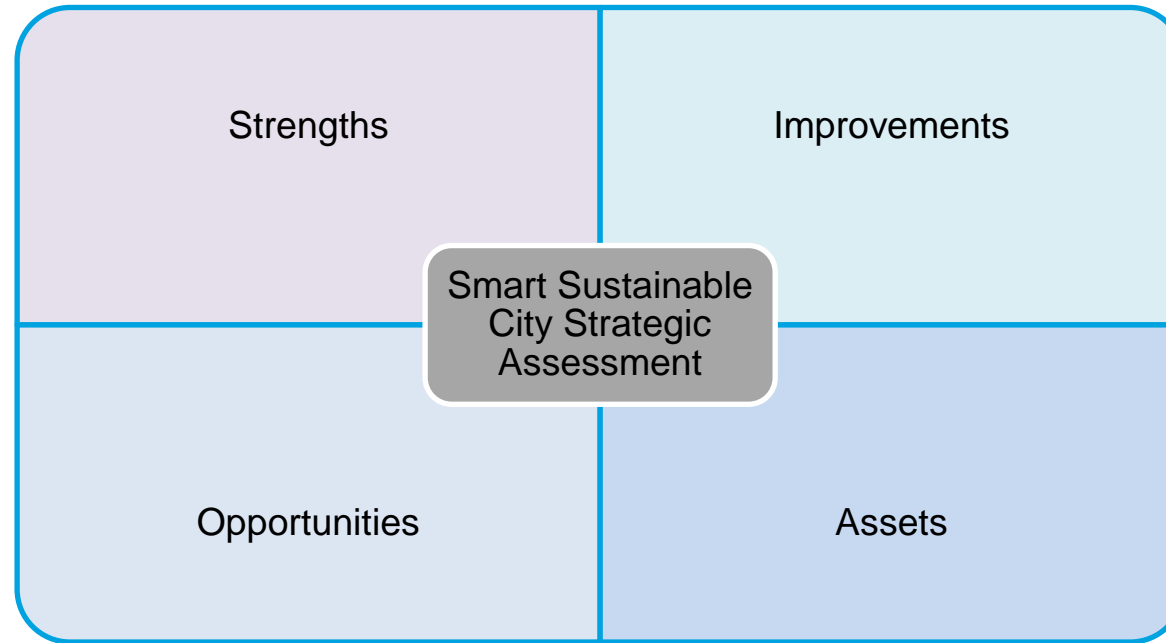 Strengths
Improvements
Smart Sustainable
City Strategic
Assessment
Opportunities
Assets